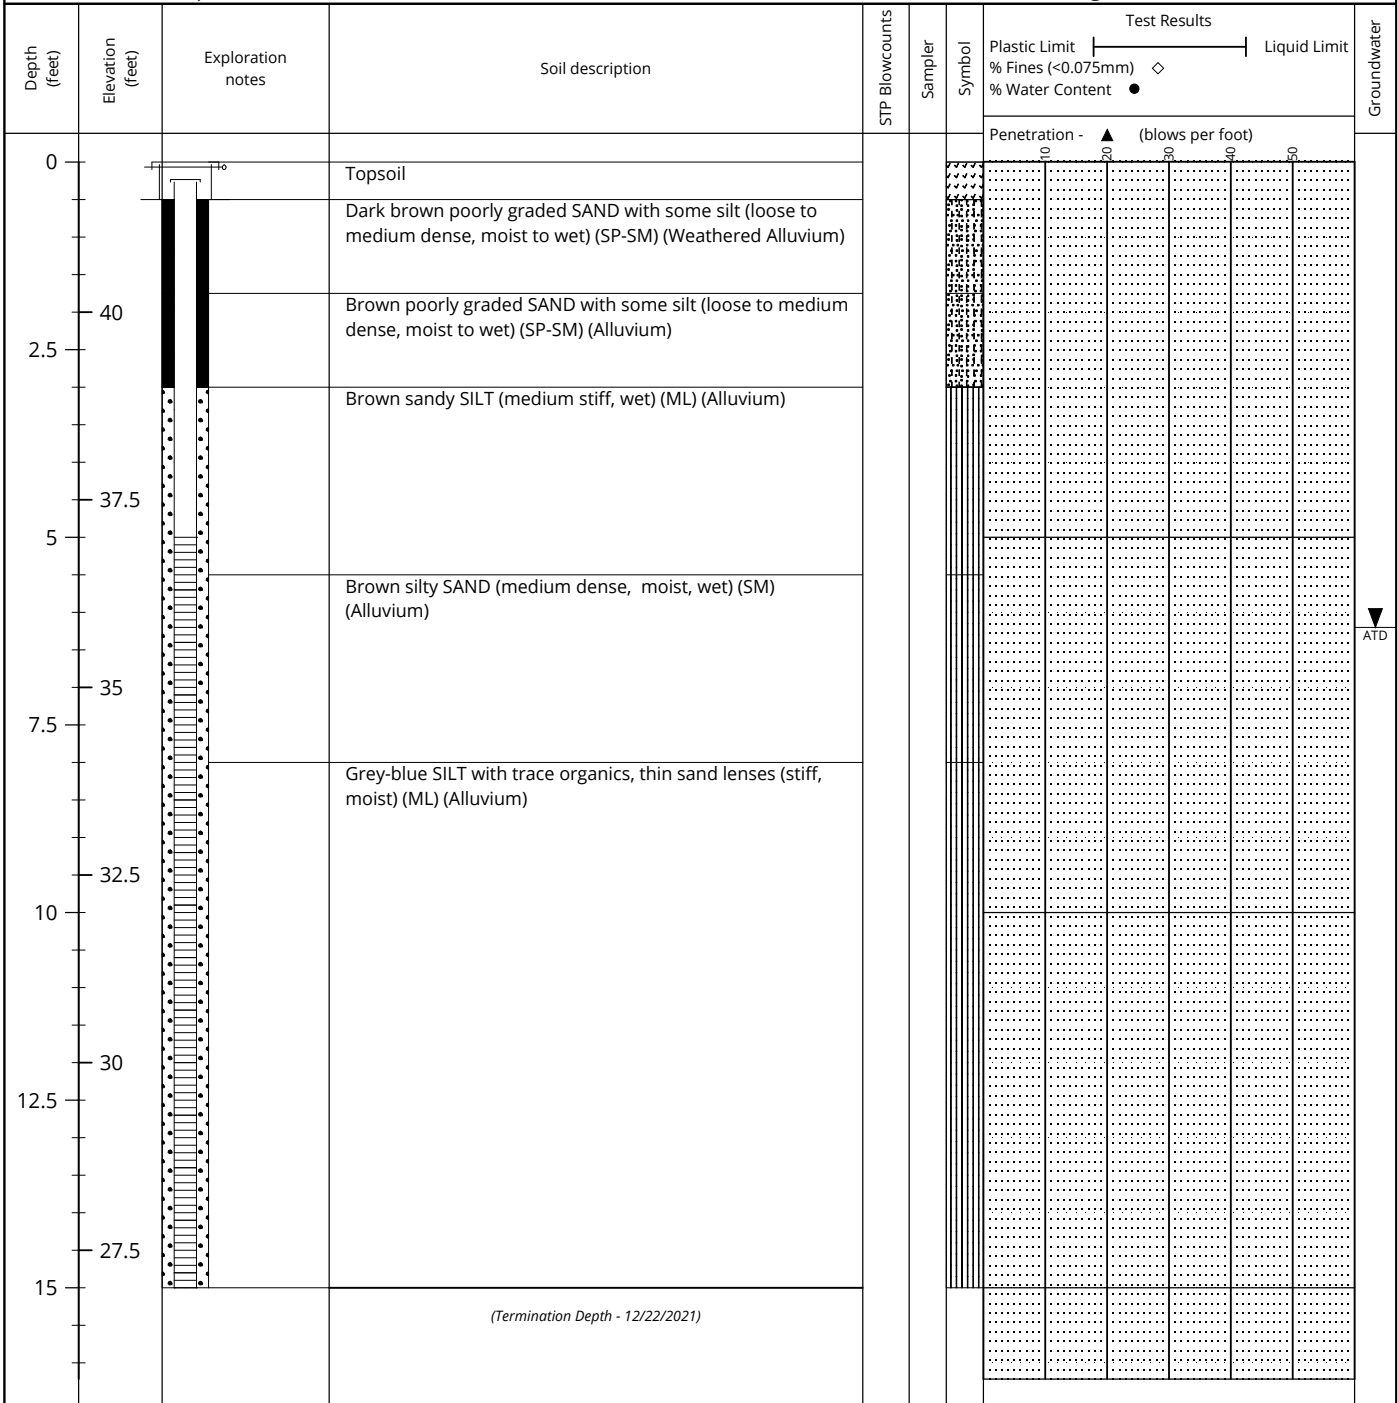 Depth
(feet)
Elevation
(feet)
Exploration
notes
Soil description
STP Blowcounts
Sampler
Symbol
Test Results
Plastic Limit
Liquid Limit
% Fines (<0.075mm)
% Water Content
Penetration - (blows per foot)
Groundwater
10
20
30
40
50
0
Topsoil
Dark brown poorly graded SAND with some silt (loose to
medium dense, moist to wet) (SP-SM) (Weathered Alluvium)
40
Brown poorly graded SAND with some silt (loose to medium
dense, moist to wet) (SP-SM) (Alluvium)
2.5
Brown sandy SILT (medium stiff, wet) (ML) (Alluvium)
37.5
5
Brown silty SAND (medium dense, moist, wet) (SM)
(Alluvium)
ATD
35
7.5
Grey-blue SILT with trace organics, thin sand lenses (stiff,
moist) (ML) (Alluvium)
32.5
10
30
12.5
27.5
15
(Termination Depth - 12/22/2021)